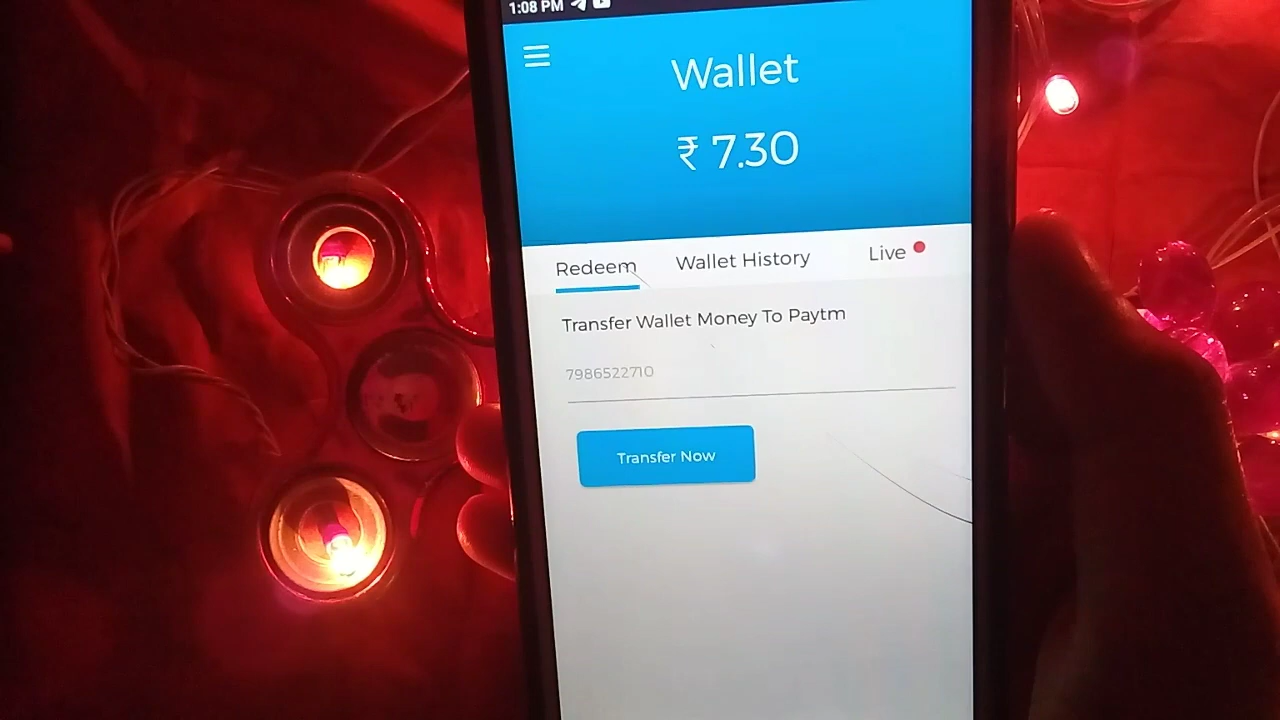 1:08 PM
Wallet
₹ 7.30
Redeem Wallet History Live
Transfer Wallet Money To Paytm
7986522710
Transfer Now